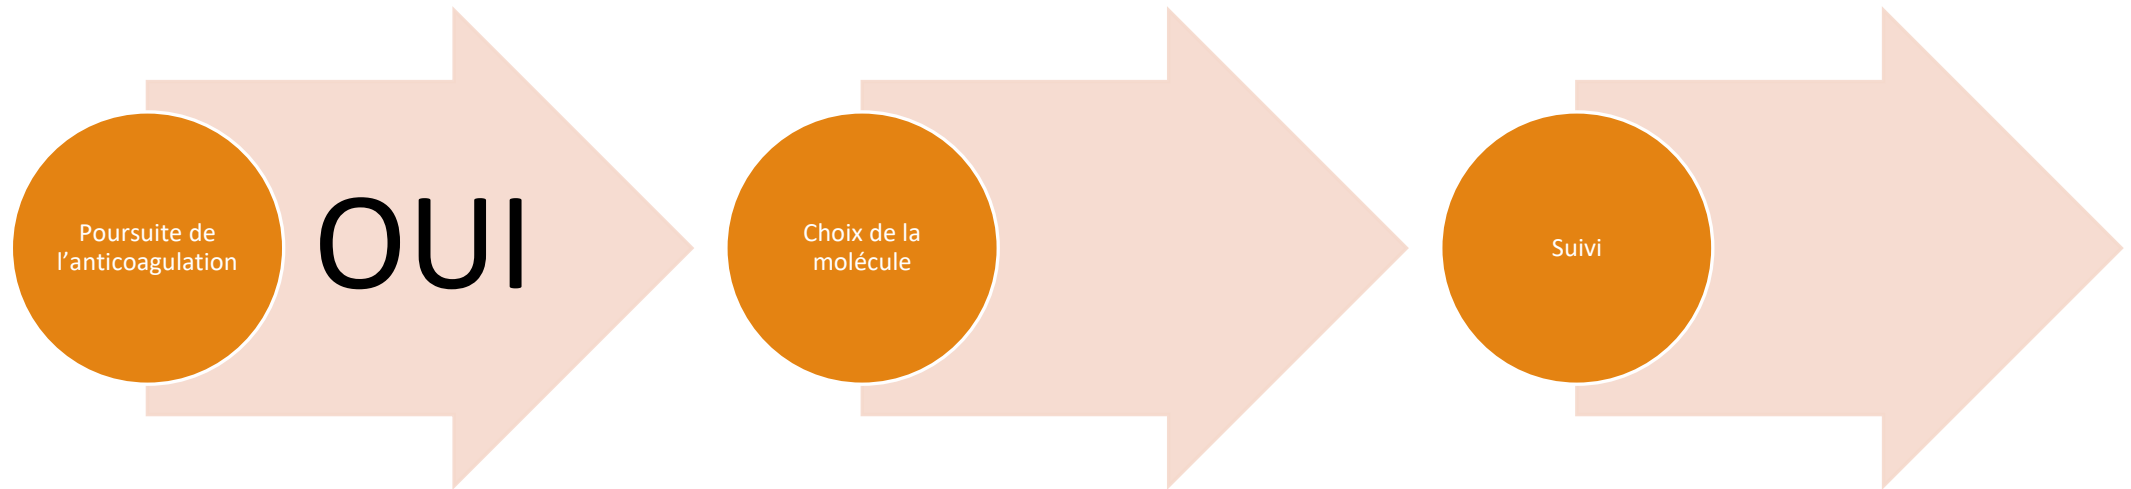 Poursuite de
l’anticoagulation
OUI
Choix de la
molécule
Suivi